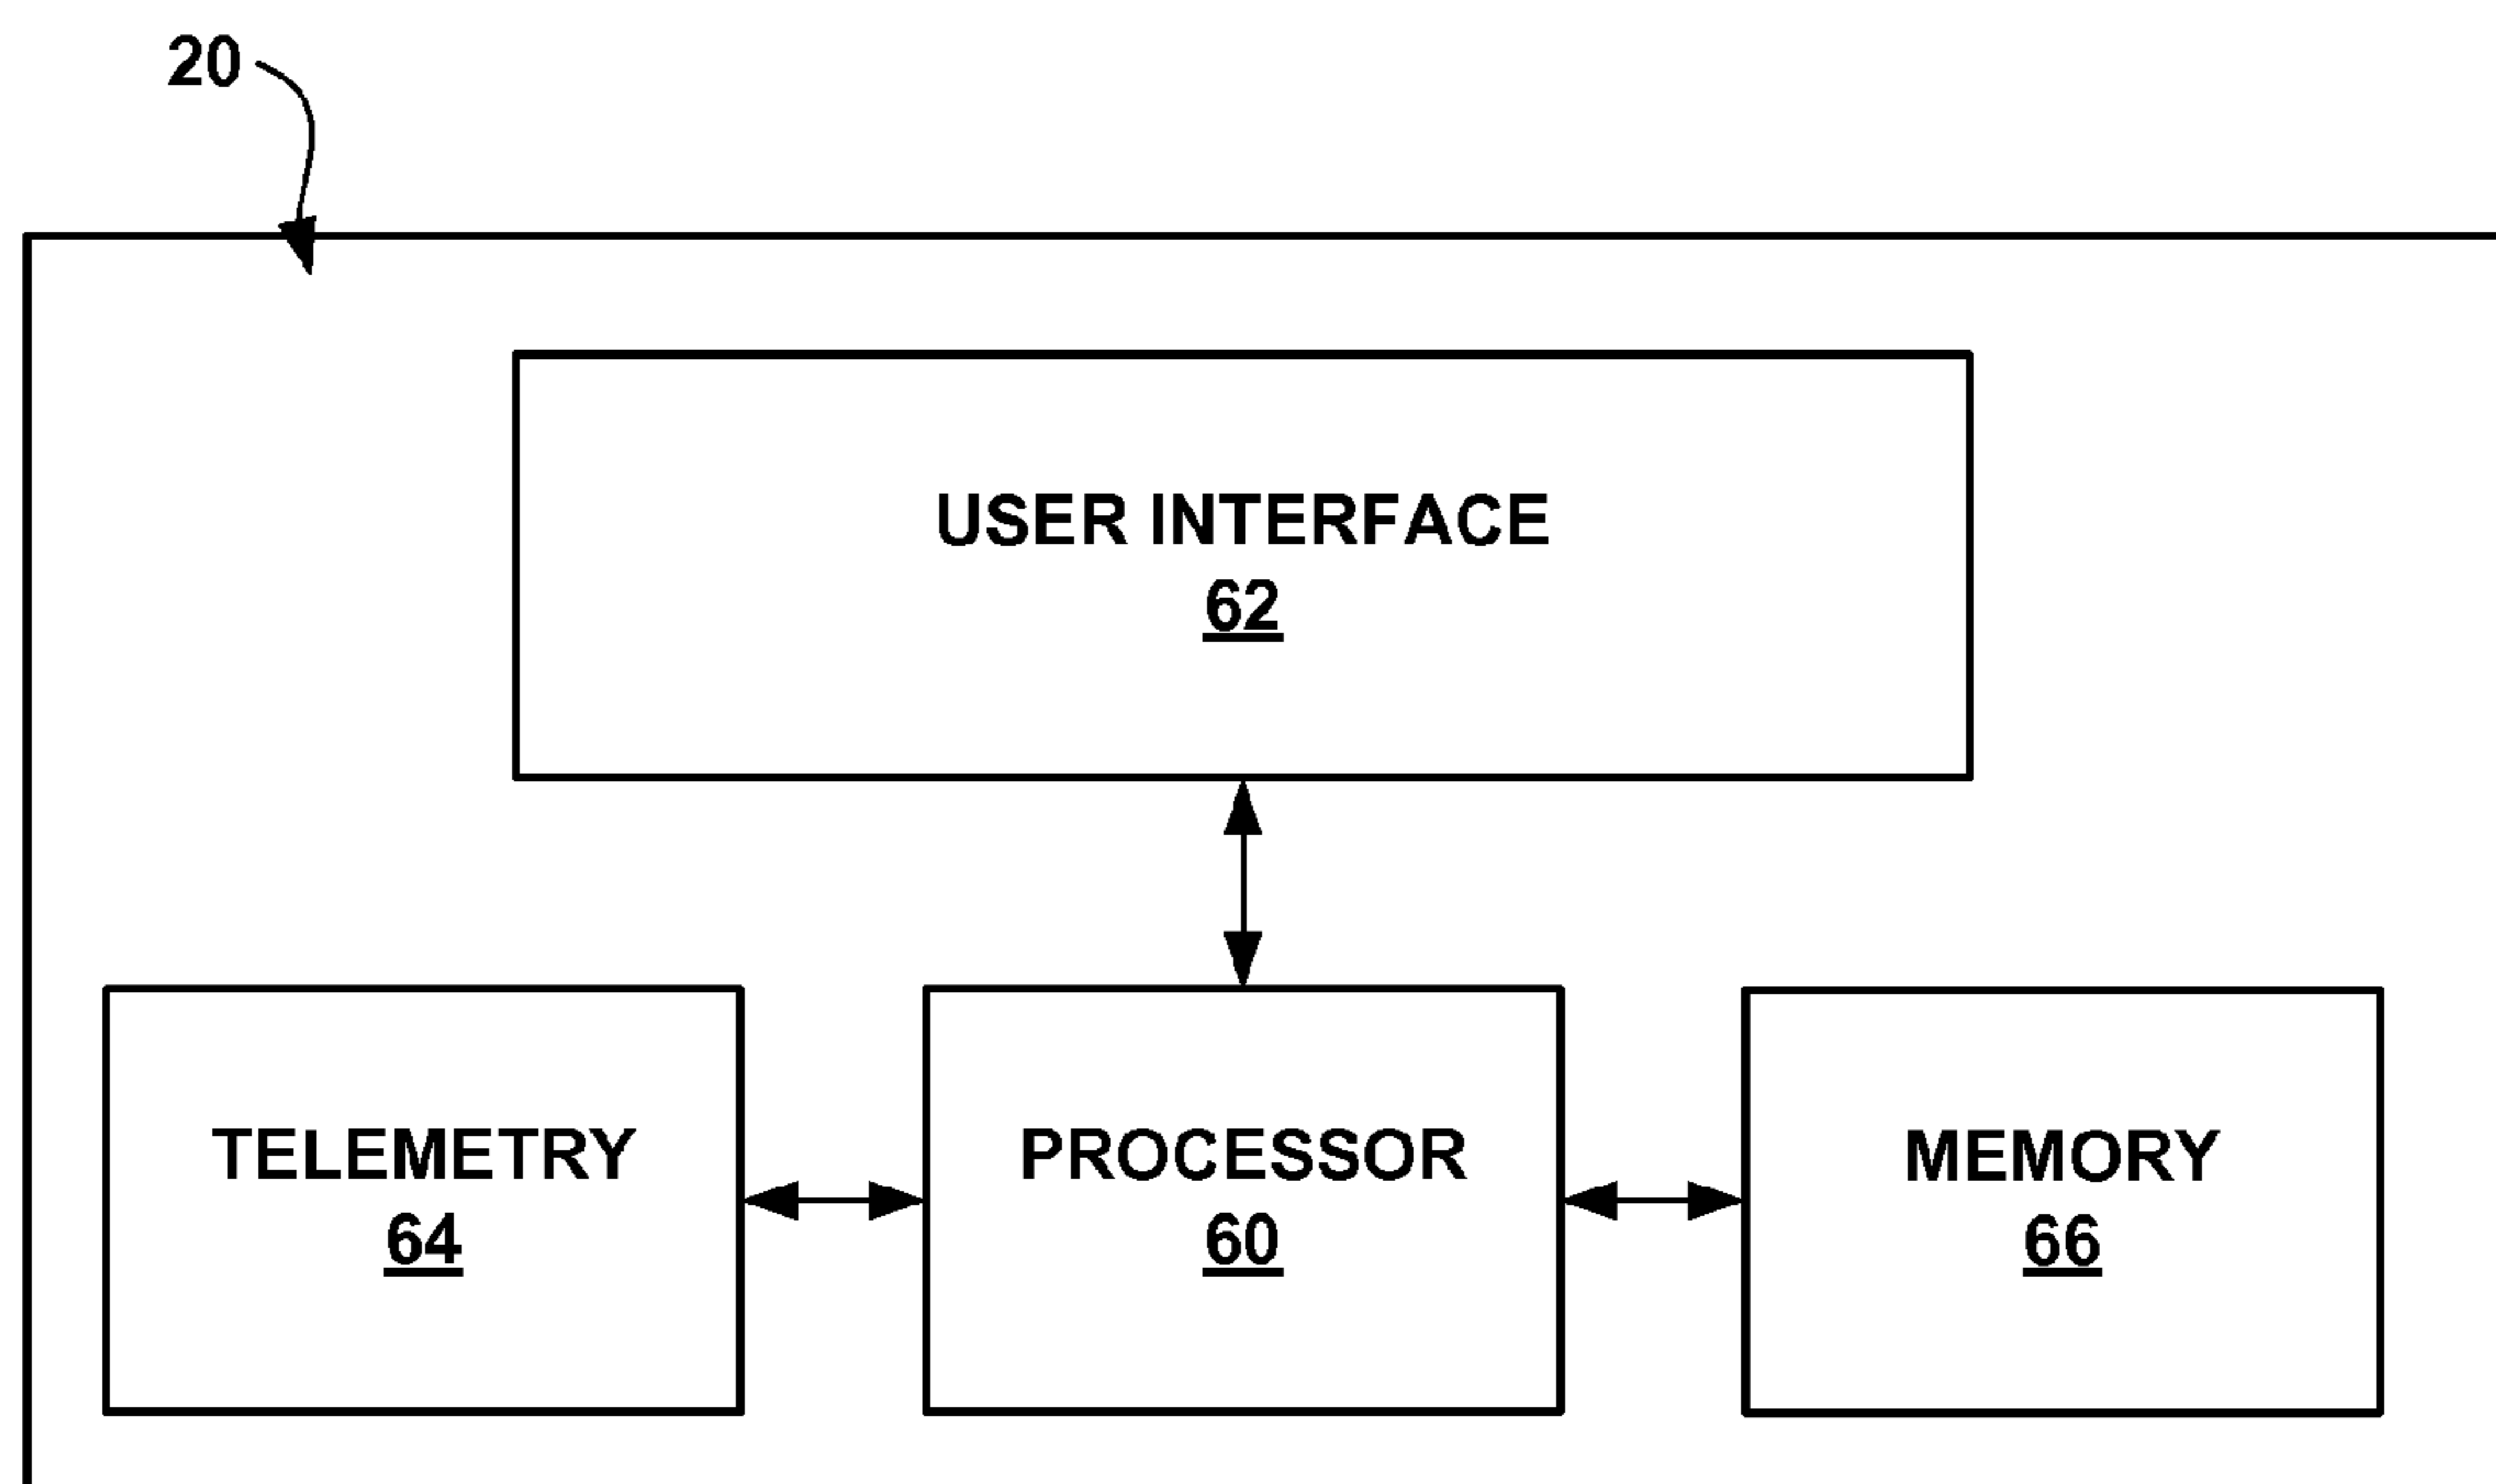 20
USER INTERFACE
62
TELEMETRY
64
PROCESSOR
60
MEMORY
66